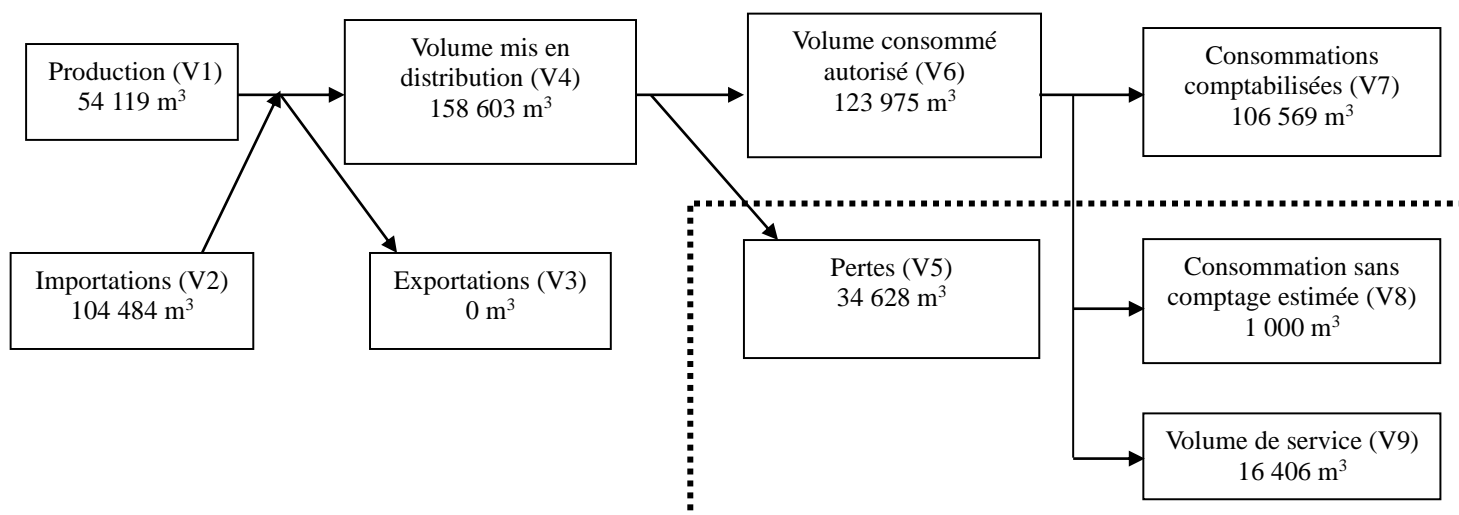 Production (V1)
54 119 m³
Volume mis en
distribution (V4)
158 603 m³
Volume consommé
autorisé (V6)
123 975 m³
Consommations
comptabilisées (V7)
106 569 m³
Importations (V2)
104 484 m³
Exportations (V3)
0 m³
Pertes (V5)
34 628 m³
Consommation sans
comptage estimée (V8)
1 000 m³
Volume de service (V9)
16 406 m³